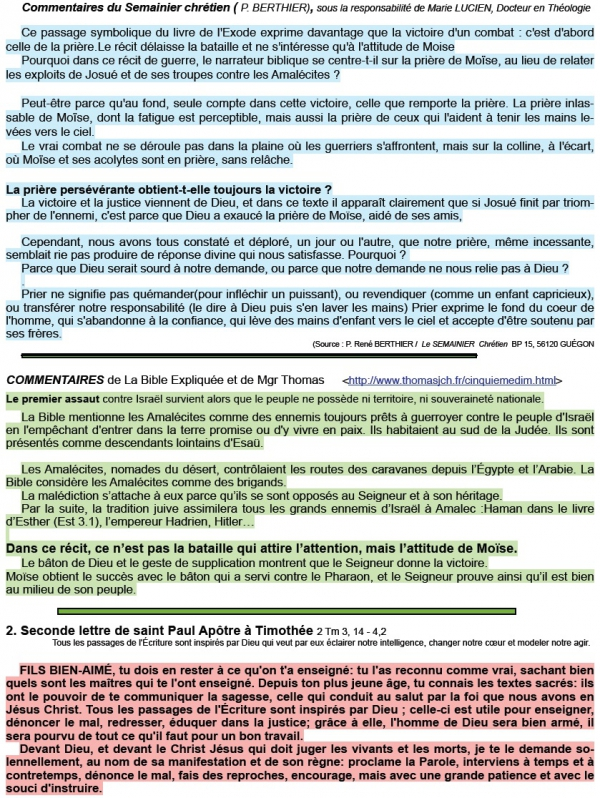 Commentaires du Semainier chrétien ( P. BERTHIER), sous la responsabilité de Marie LUCIEN, Docteur en Théologie
Ce passage symbolique du livre de l'Exode exprime davantage que la victoire d'un combat : c'est d'abord
celle de la prière.Le récit délaisse la bataille et ne s'intéresse qu'à l'attitude de Moise
Pourquoi dans ce récit de guerre, le narrateur biblique se centre-t-il sur la prière de Moïse, au lieu de relater
les exploits de Josué et de ses troupes contre les Amalécites ?
Peut-être parce qu'au fond, seule compte dans cette victoire, celle que remporte la prière. La prière inlas-
sable de Moïse, dont la fatigue est perceptible, mais aussi la prière de ceux qui l'aident à tenir les mains le-
vées vers le ciel.
Le vrai combat ne se déroule pas dans la plaine où les guerriers s'affrontent, mais sur la colline, à l'écart,
où Moïse et ses acolytes sont en prière, sans relâche.
La prière persévérante obtient-t-elle toujours la victoire ?
La victoire et la justice viennent de Dieu, et dans ce texte il apparaît clairement que si Josué finit par triom-
pher de l'ennemi, c'est parce que Dieu a exaucé la prière de Moïse, aidé de ses amis,
Cependant, nous avons tous constaté et déploré, un jour ou l'autre, que notre prière, même incessante,
semblait rie pas produire de réponse divine qui nous satisfasse. Pourquoi ?
Parce que Dieu serait sourd à notre demande, ou parce que notre demande ne nous relie pas à Dieu ?
.
Prier ne signifie pas quémander(pour infléchir un puissant), ou revendiquer (comme un enfant capricieux),
ou transférer notre responsabilité (le dire à Dieu puis s'en laver les mains) Prier exprime le fond du coeur de
l'homme, qui s'abandonne à la confiance, qui lève des mains d'enfant vers le ciel et accepte d'être soutenu par
ses frères.
(Source : P. René BERTHIER / Le SEMAINIER Chrétien BP 15, 56120 GUÉGON
COMMENTAIRES de La Bible Expliquée et de Mgr Thomas <http://www.thomasjch.fr/cinquiemedim.html>
Le premier assaut contre Israël survient alors que le peuple ne possède ni territoire, ni souveraineté nationale.
La Bible mentionne les Amalécites comme des ennemis toujours prêts à guerroyer contre le peuple d'Israël
en l'empêchant d'entrer dans la terre promise ou d'y vivre en paix. Ils habitaient au sud de la Judée. Ils sont
présentés comme descendants lointains d'Esaü.
Les Amalécites, nomades du désert, contrôlaient les routes des caravanes depuis l'Égypte et l'Arabie. La
Bible considère les Amalécites comme des brigands.
La malédiction s'attache à eux parce qu'ils se sont opposés au Seigneur et à son héritage.
Par la suite, la tradition juive assimilera tous les grands ennemis d'Israël à Amalec :Haman dans le livre
d'Esther (Est 3.1), l'empereur Hadrien, Hitler…
Dans ce récit, ce n'est pas la bataille qui attire l'attention, mais l'attitude de Moïse.
Le bâton de Dieu et le geste de supplication montrent que le Seigneur donne la victoire.
Moïse obtient le succès avec le bâton qui a servi contre le Pharaon, et le Seigneur prouve ainsi qu'il est bien
au milieu de son peuple.
2. Seconde lettre de saint Paul Apôtre à Timothée 2 Tm 3, 14 - 4,2
Tous les passages de l'Écriture sont inspirés par Dieu qui veut par eux éclairer notre intelligence, changer notre cœur et modeler notre agir.
FILS BIEN-AIMÉ, tu dois en rester à ce qu'on t'a enseigné: tu l'as reconnu comme vrai, sachant bien
quels sont les maîtres qui te l'ont enseigné. Depuis ton plus jeune âge, tu connais les textes sacrés: ils
ont le pouvoir de te communiquer la sagesse, celle qui conduit au salut par la foi que nous avons en
Jésus Christ. Tous les passages de l'Écriture sont inspirés par Dieu ; celle-ci est utile pour enseigner,
dénoncer le mal, redresser, éduquer dans la justice; grâce à elle, l'homme de Dieu sera bien armé, il
sera pourvu de tout ce qu'il faut pour un bon travail.
Devant Dieu, et devant le Christ Jésus qui doit juger les vivants et les morts, je te le demande so-
lennellement, au nom de sa manifestation et de son règne: proclame la Parole, interviens à temps et à
contretemps, dénonce le mal, fais des reproches, encourage, mais avec une grande patience et avec le
souci d'instruire.